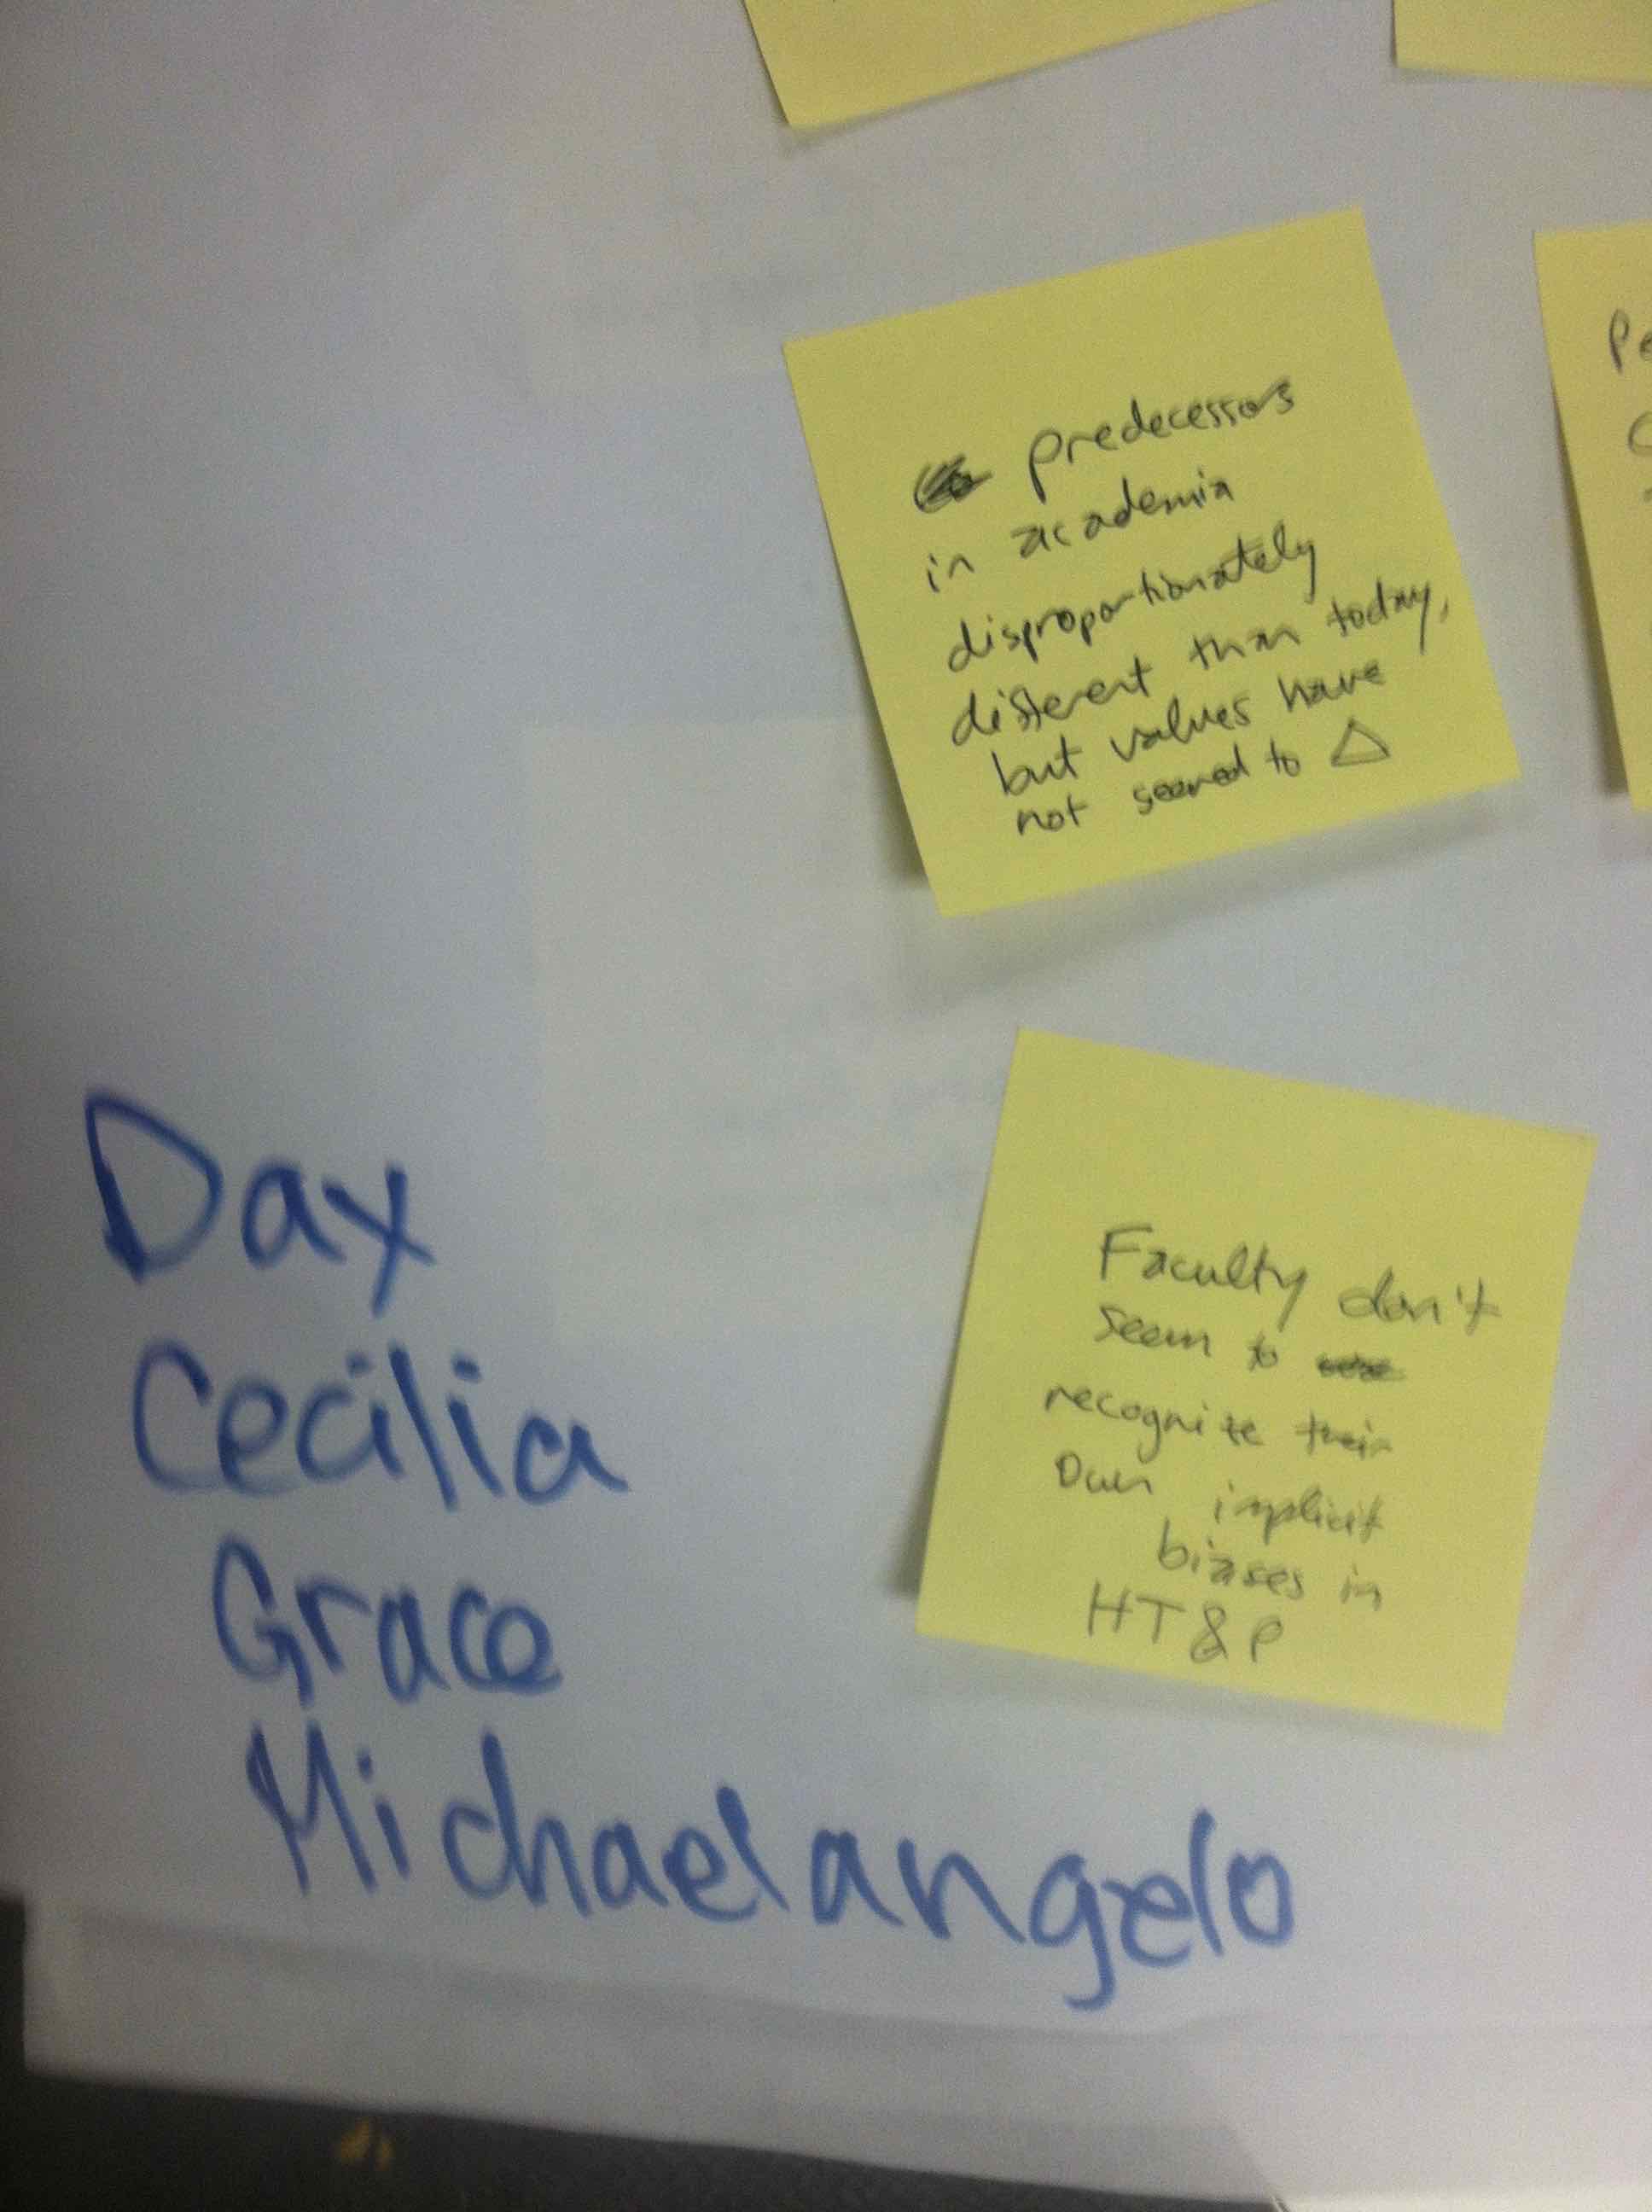 predecessors
in academia
disproportionately
different than today,
but values have
not seemed to Δ
Pe
Faculty don't
seem to
recognize their
own implicit
biases in
HT & P
Dax
Cecilia
Grace
Michaelangelo